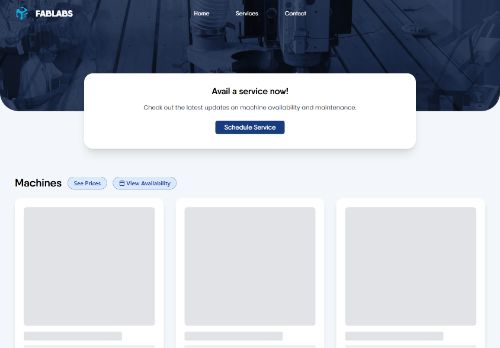 FABLABS
Home
Services
Contact
Avail a service now!
Check out the latest updates on machine availability and maintenance.
Schedule Service
Machines
See Prices
View Availability